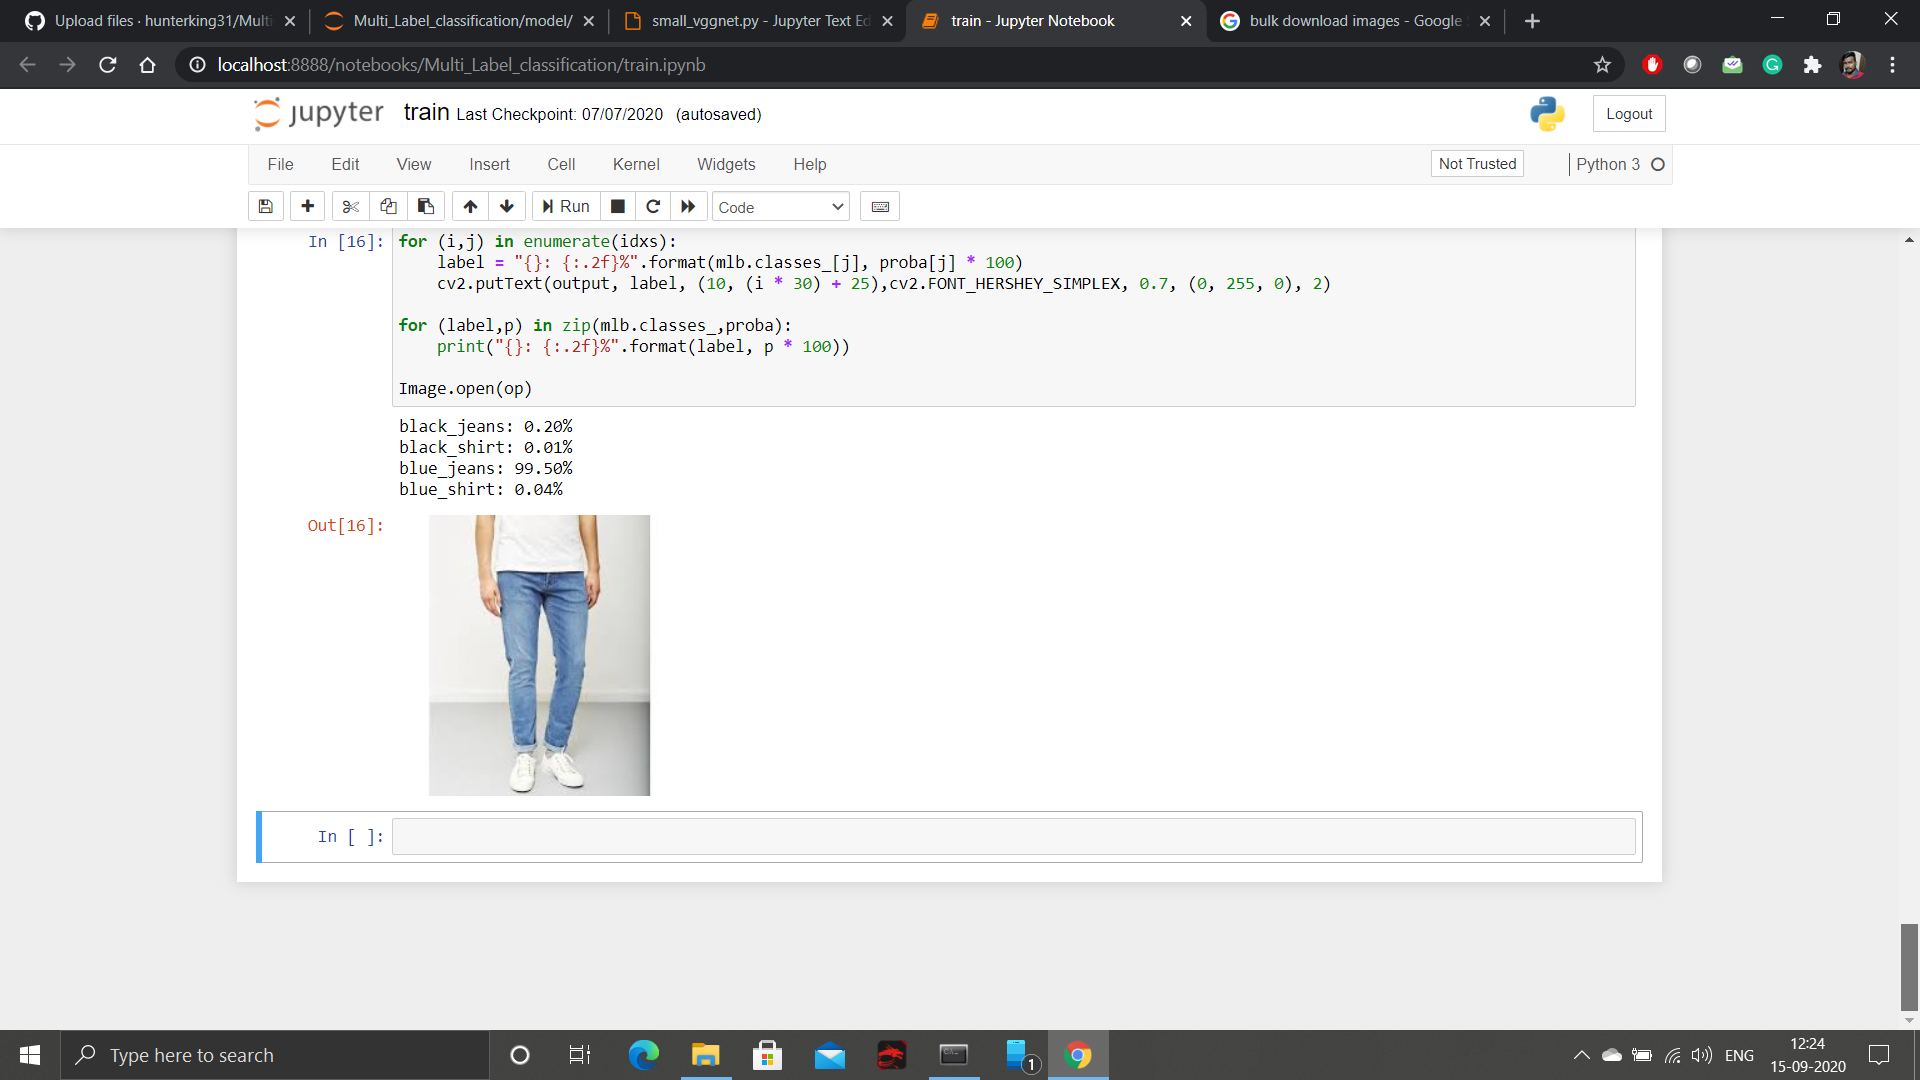 Upload files · hunterking31/Multi
Multi_Label_classification/model/
small_vggnet.py - Jupyter Text Ed
train - Jupyter Notebook
bulk download images - Google
localhost:8888/notebooks/Multi_Label_classification/train.ipynb
jupyter train Last Checkpoint: 07/07/2020 (autosaved)
Logout
File Edit View Insert Cell Kernel Widgets Help
Not Trusted
Python 3
Run
Code
In [16]: for (i,j) in enumerate(idxs):
label = "{}: {:.2f}%".format(mlb.classes_[j], proba[j] * 100)
cv2.putText(output, label, (10, (i * 30) + 25),cv2.FONT_HERSHEY_SIMPLEX, 0.7, (0, 255, 0), 2)
for (label,p) in zip(mlb.classes_,proba):
print("{}: {:.2f}%".format(label, p * 100))
Image.open(op)
black_jeans: 0.20%
black_shirt: 0.01%
blue_jeans: 99.50%
blue_shirt: 0.04%
Out[16]:
In [ ]:
Type here to search
1
ENG
12:24
15-09-2020